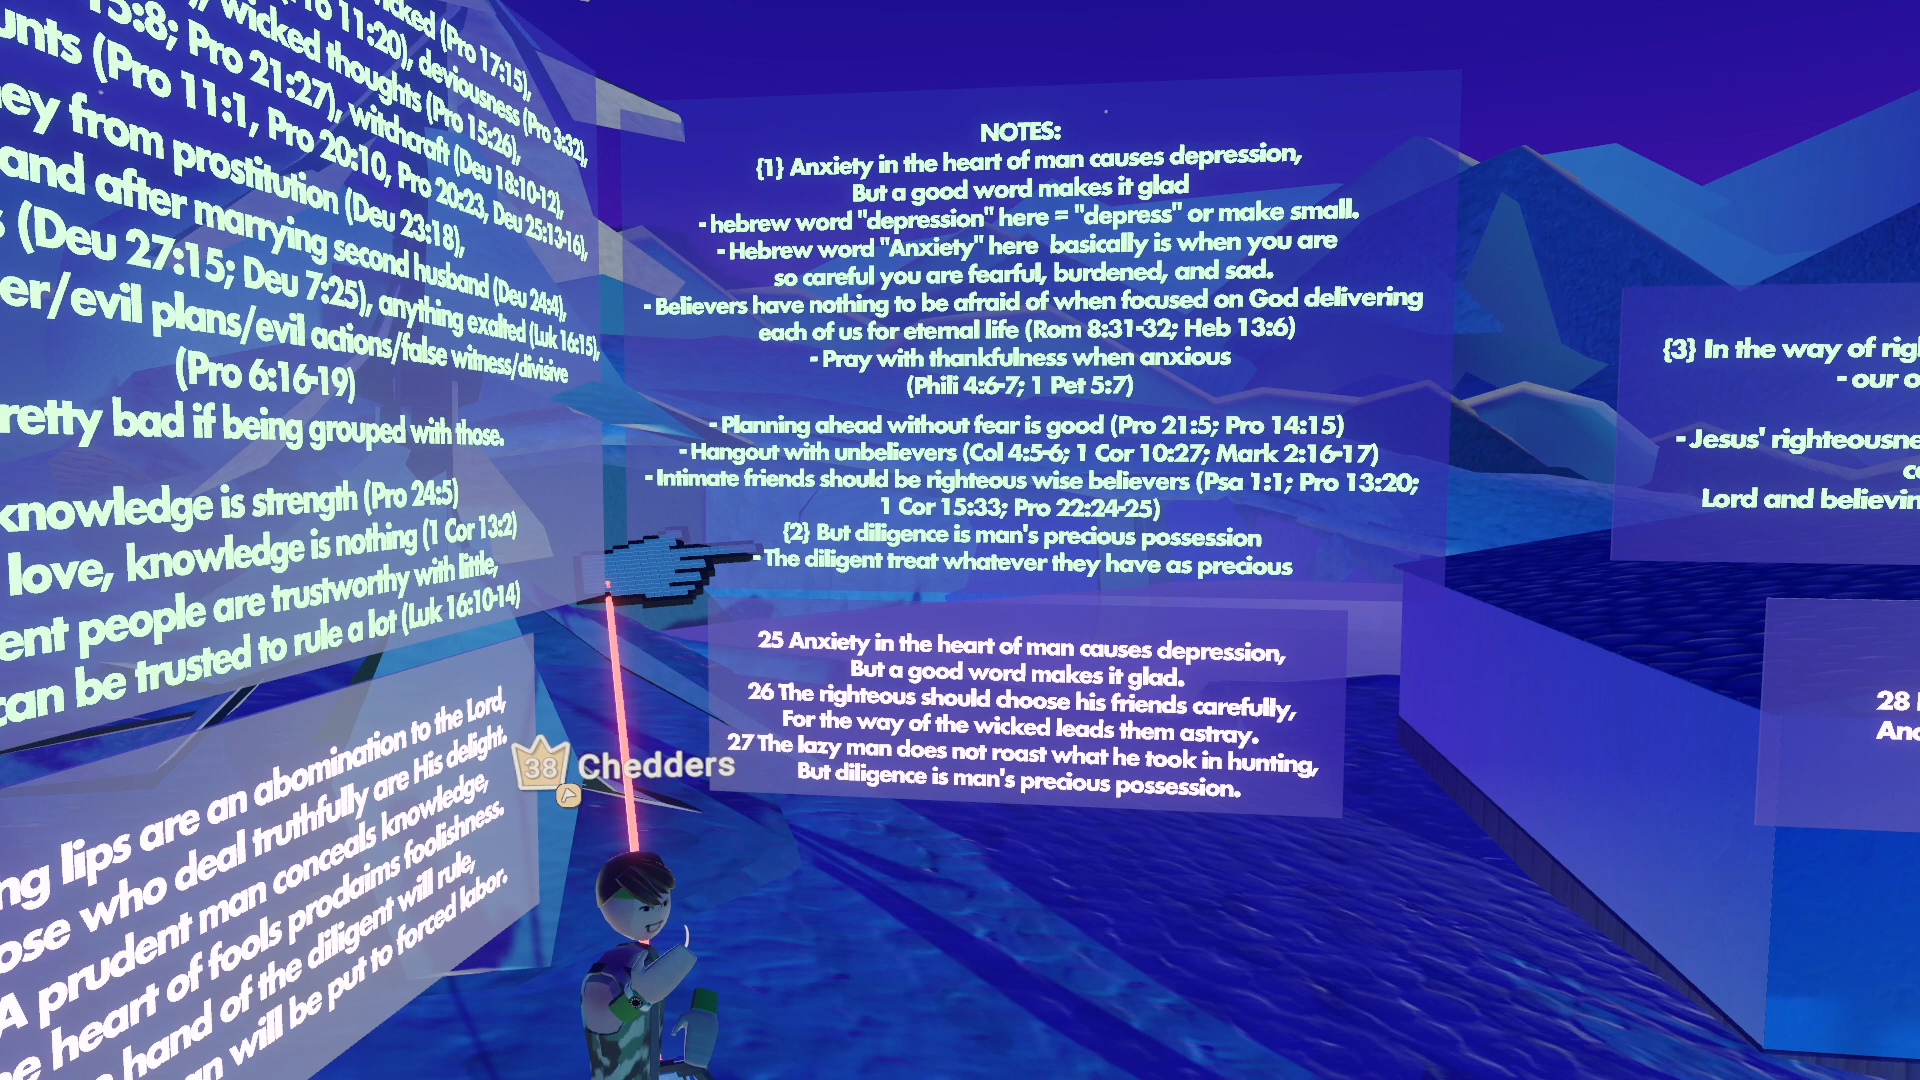 wicked (Pro 17:15),
11:20), deviousness (Pro 3:32),
wicked thoughts (Pro 15:26),
15:8; Pro 21:27), witchcraft (Deu 18:10-12),
(Pro 11:1, Pro 20:10, Pro 20:23, Deu 25:13-16),
from prostitution (Deu 23:18),
and after marrying second husband (Deu 24:4),
(Deu 27:15; Deu 7:25), anything exalted (Luk 16:15),
evil plans/evil actions/false witness/divisive
(Pro 6:16-19)
bad if being grouped with those.
knowledge is strength (Pro 24:5)
love, knowledge is nothing (1 Cor 13:2)
people are trustworthy with little,
can be trusted to rule a lot (Luk 16:10-14)
lips are an abomination to the Lord,
who deal truthfully are His delight.
A prudent man conceals knowledge,
heart of fools proclaims foolishness.
hand of the diligent will rule,
will be put to forced labor.
38 Chedders
NOTES:
{1} Anxiety in the heart of man causes depression,
But a good word makes it glad
- hebrew word "depression" here = "depress" or make small.
- Hebrew word "Anxiety" here basically is when you are
so careful you are fearful, burdened, and sad.
- Believers have nothing to be afraid of when focused on God delivering
each of us for eternal life (Rom 8:31-32; Heb 13:6)
- Pray with thankfulness when anxious
(Phili 4:6-7; 1 Pet 5:7)
- Planning ahead without fear is good (Pro 21:5; Pro 14:15)
- Hangout with unbelievers (Col 4:5-6; 1 Cor 10:27; Mark 2:16-17)
- Intimate friends should be righteous wise believers (Psa 1:1; Pro 13:20;
1 Cor 15:33; Pro 22:24-25)
{2} But diligence is man's precious possession
- The diligent treat whatever they have as precious
25 Anxiety in the heart of man causes depression,
But a good word makes it glad.
26 The righteous should choose his friends carefully,
For the way of the wicked leads them astray.
27 The lazy man does not roast what he took in hunting,
But diligence is man's precious possession.
{3} In the way of
- our
- Jesus'
Lord and
28